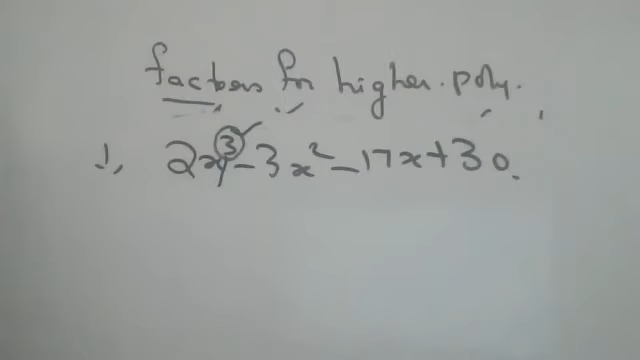 factors for higher. poly.
1, 2x³-3x²-17x+30.